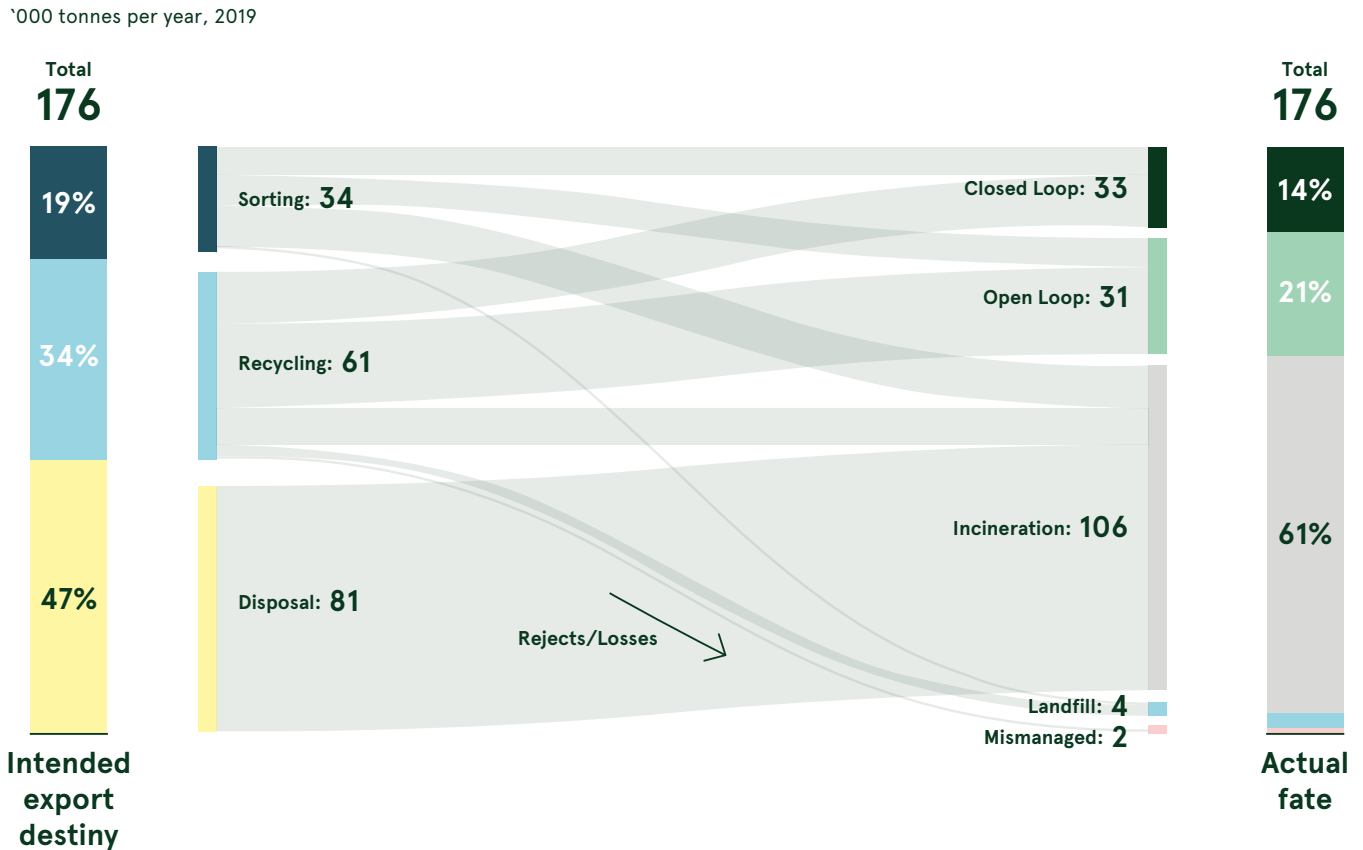 ‵000 tonnes per year, 2019
Total
176
Total
176
19%
34%
47%
Sorting: 34
Recycling: 61
Disposal: 81
Rejects/Losses
Closed Loop: 33
Open Loop: 31
Incineration: 106
Landfill: 4
Mismanaged: 2
14%
21%
61%
Intended
export
destiny
Actual
fate